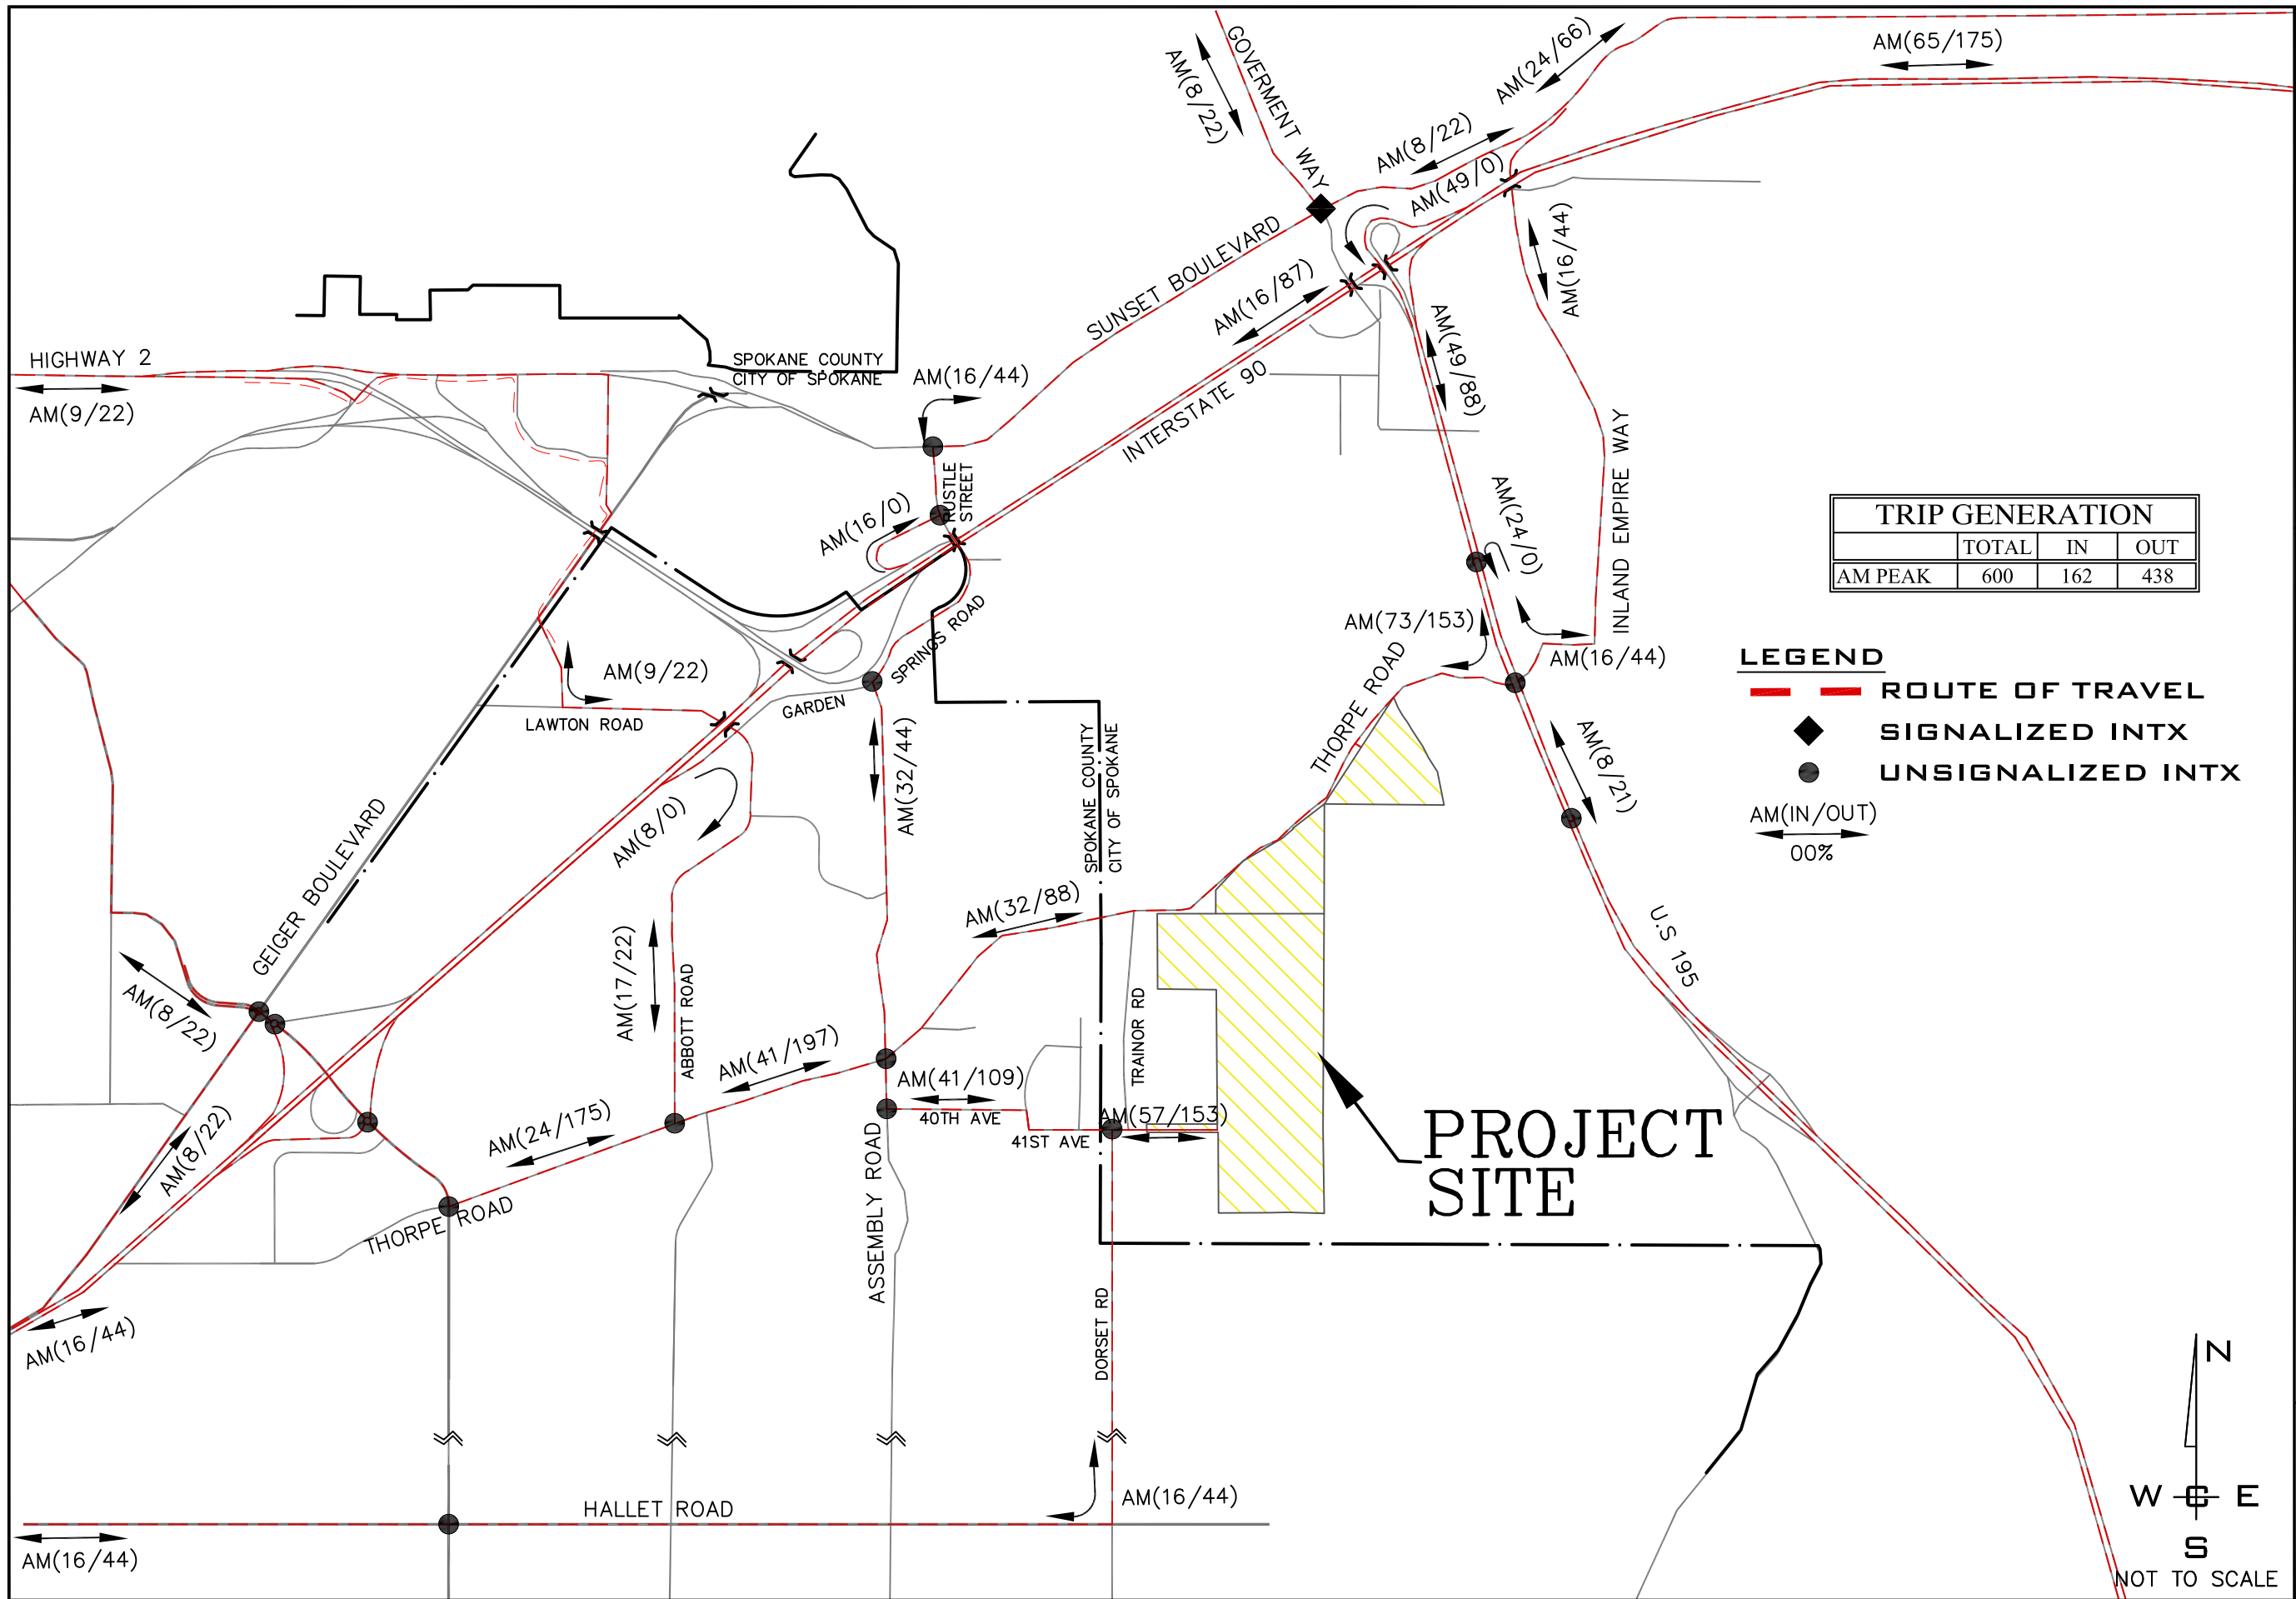 GOVERMENT WAY
AM(8/22)
AM(24/66)
AM(65/175)
AM(8/22)
AM(49/0)
AM(16/44)
SUNSET BOULEVARD
AM(16/87)
AM(49/88)
INTERSTATE 90
INLAND EMPIRE WAY
HIGHWAY 2
AM(9/22)
SPOKANE COUNTY
CITY OF SPOKANE
AM(16/44)
RUSTLE
STREET
AM(16/0)
AM(24/0)
TRIP GENERATION
TOTAL IN OUT
AM PEAK 600 162 438
AM(73/153)
AM(16/44)
LEGEND
ROUTE OF TRAVEL
SIGNALIZED INTX
UNSIGNALIZED INTX
AM(IN/OUT)
00%
AM(9/22)
LAWTON ROAD
GARDEN
SPRINGS ROAD
AM(32/44)
SPOKANE COUNTY
CITY OF SPOKANE
THORPE ROAD
AM(8/21)
AM(8/0)
GEIGER BOULEVARD
AM(32/88)
U.S 195
AM(8/22)
AM(17/22)
ABBOTT ROAD
AM(41/197)
AM(41/109)
40TH AVE
41ST AVE
TRAINOR RD
AM(57/153)
PROJECT
SITE
AM(8/22)
AM(24/175)
THORPE ROAD
ASSEMBLY ROAD
DORSET RD
AM(16/44)
HALLET ROAD
AM(16/44)
AM(16/44)
N
W E
S
NOT TO SCALE